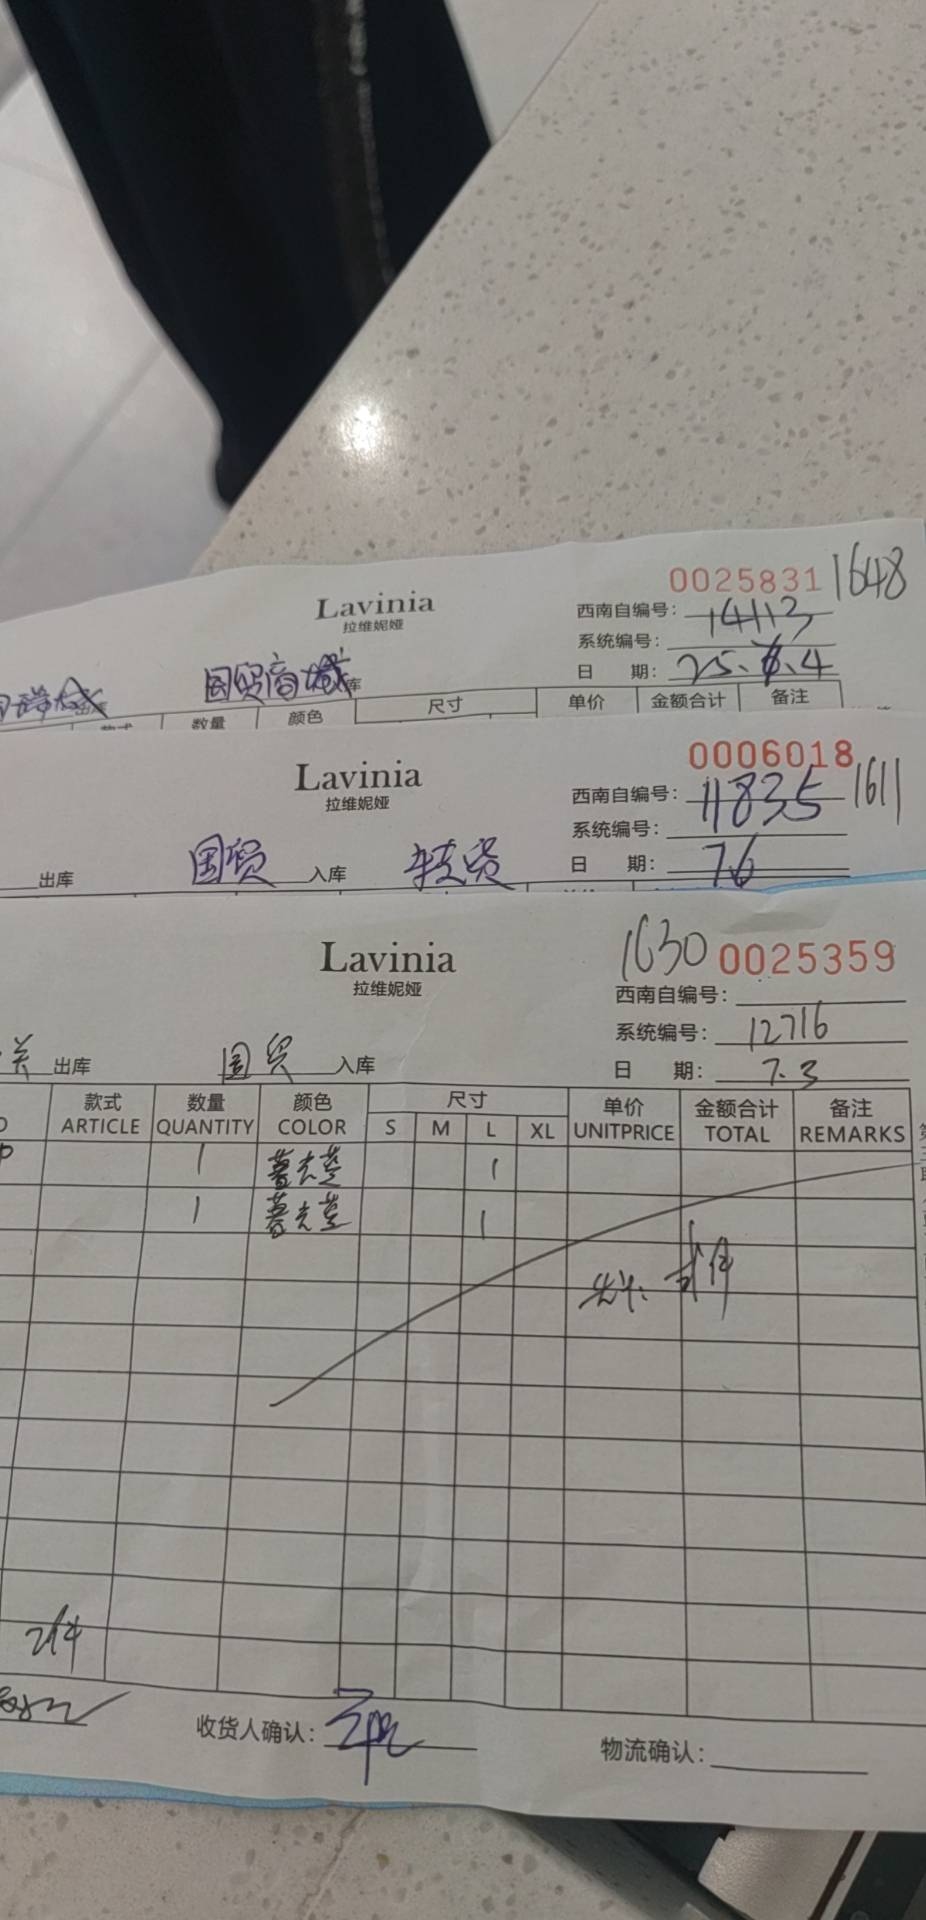 0025831 1648
Lavinia
拉维妮娅
西南自编号: 14113
系统编号:
日 期: 25. .4
出库 国贸商城 库
数量 颜色 尺寸 单价 金额合计 备注
0006018
Lavinia
拉维妮娅
西南自编号: 11835 1611
系统编号:
日 期: 7.6
出库 国贸 入库
1630 0025359
Lavinia
拉维妮娅
西南自编号:
系统编号: 12716
日 期: 7.3
出库 国贸 入库
款式 数量 颜色 尺寸 单价 金额合计 备注
ARTICLE QUANTITY COLOR S M L XL UNITPRICE TOTAL REMARKS
1 1
1 1
2件
收货人确认: 物流确认: